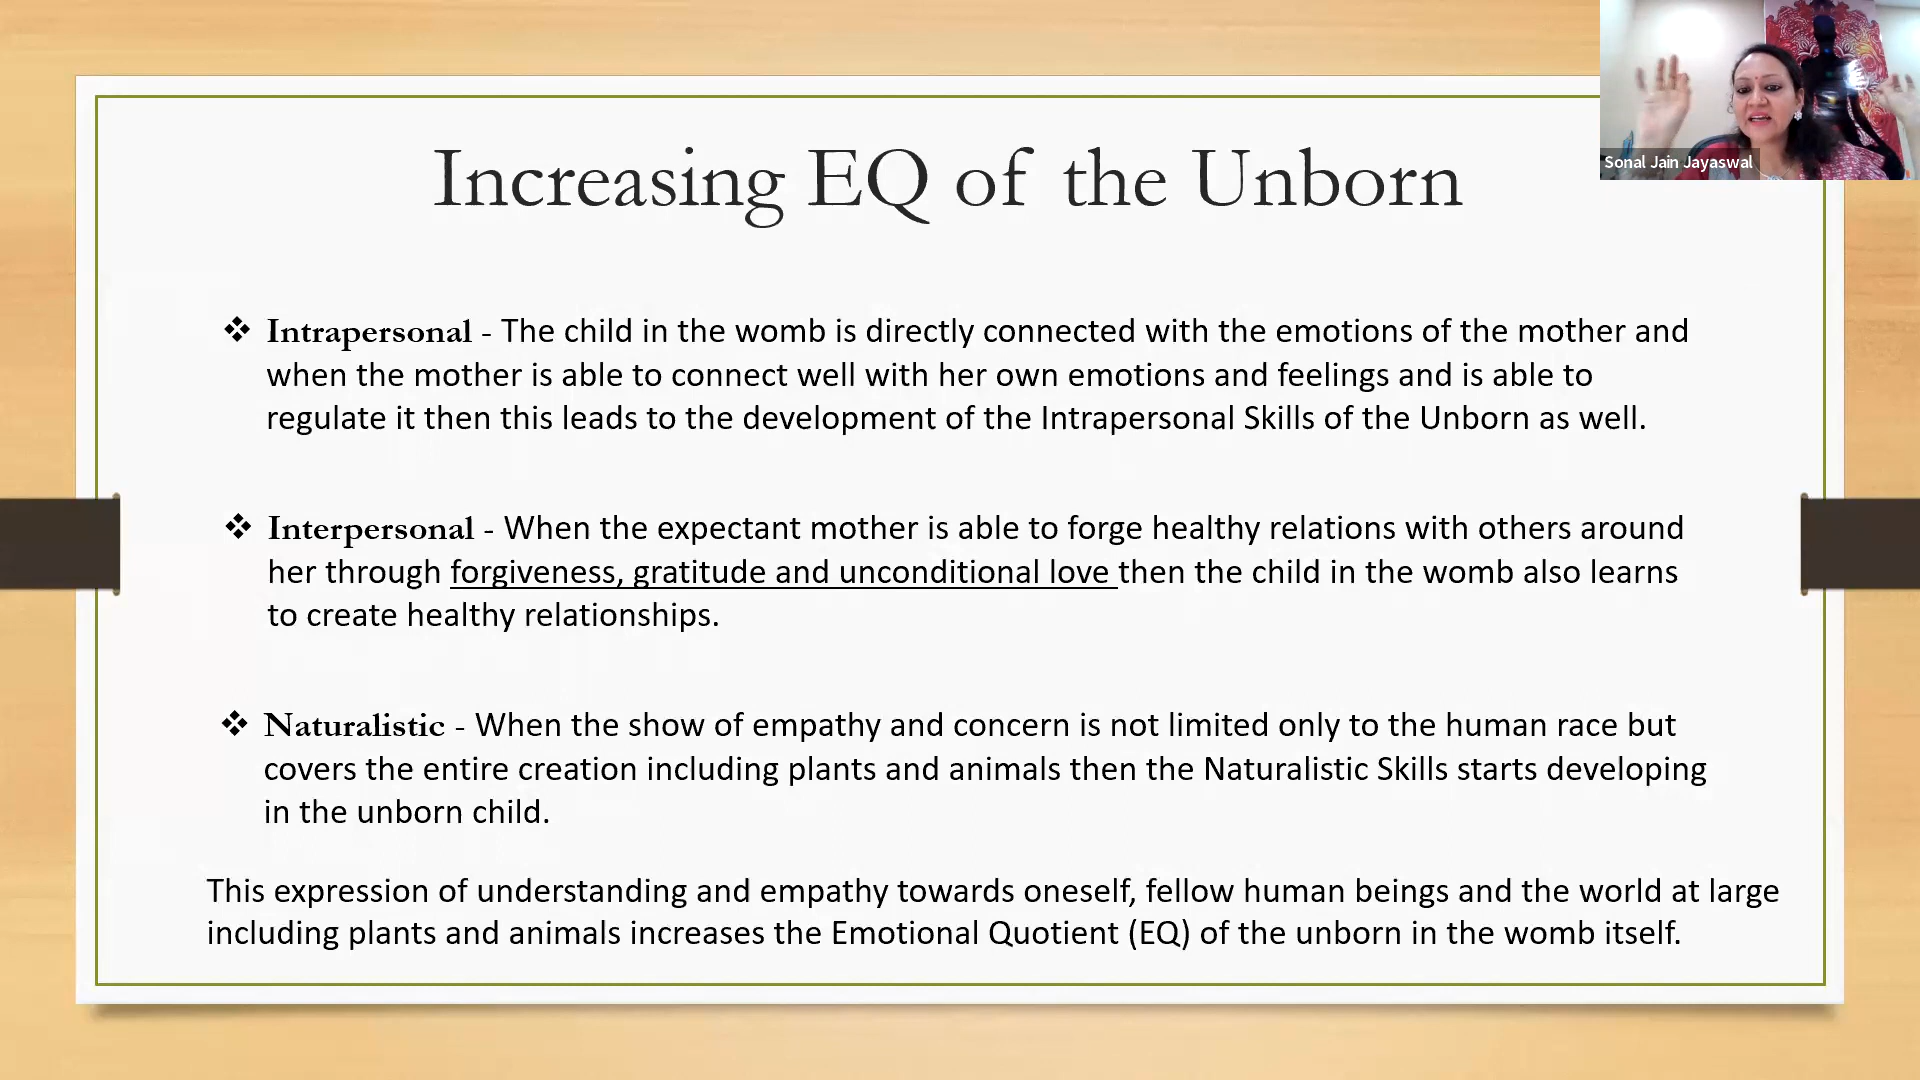 Sonal Jain Jayaswal
Increasing EQ of the Unborn
❖ Intrapersonal - The child in the womb is directly connected with the emotions of the mother and
when the mother is able to connect well with her own emotions and feelings and is able to
regulate it then this leads to the development of the Intrapersonal Skills of the Unborn as well.
❖ Interpersonal - When the expectant mother is able to forge healthy relations with others around
her through forgiveness, gratitude and unconditional love then the child in the womb also learns
to create healthy relationships.
❖ Naturalistic - When the show of empathy and concern is not limited only to the human race but
covers the entire creation including plants and animals then the Naturalistic Skills starts developing
in the unborn child.
This expression of understanding and empathy towards oneself, fellow human beings and the world at large
including plants and animals increases the Emotional Quotient (EQ) of the unborn in the womb itself.